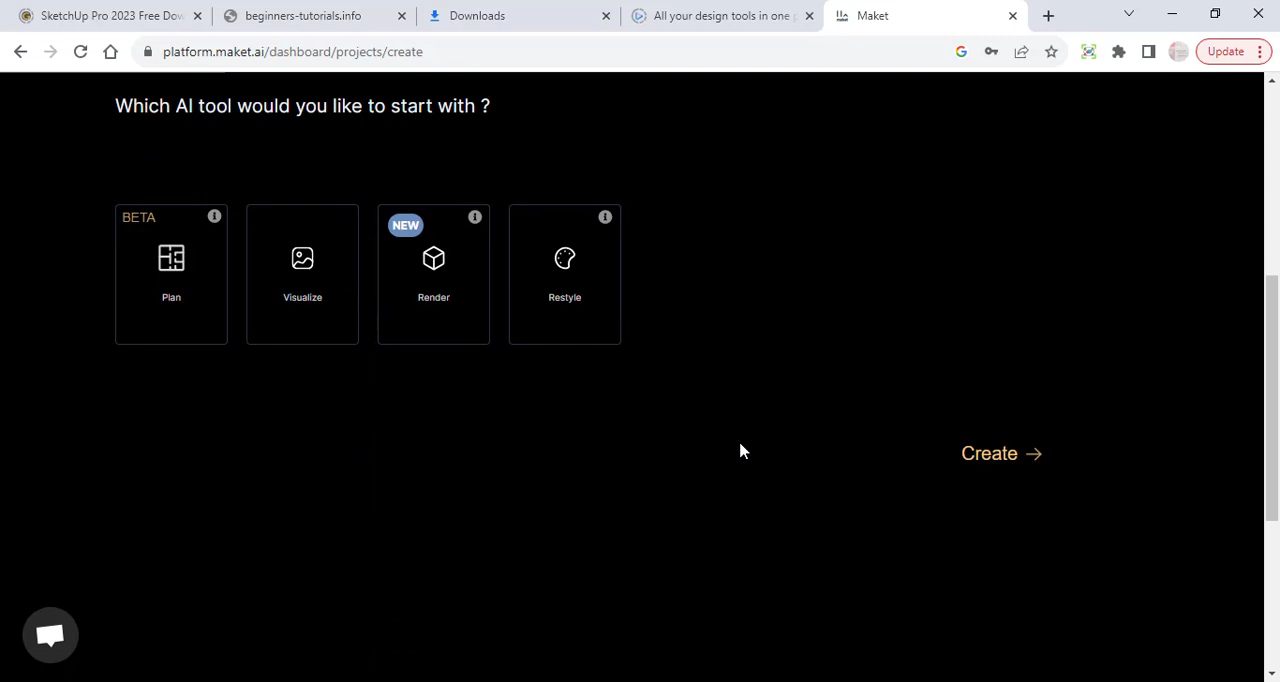 SketchUp Pro 2023 Free Dow
beginners-tutorials.info
Downloads
All your design tools in one p
Maket
platform.maket.ai/dashboard/projects/create
Update
Which AI tool would you like to start with ?
BETA
Plan
Visualize
NEW
Render
Restyle
Create →